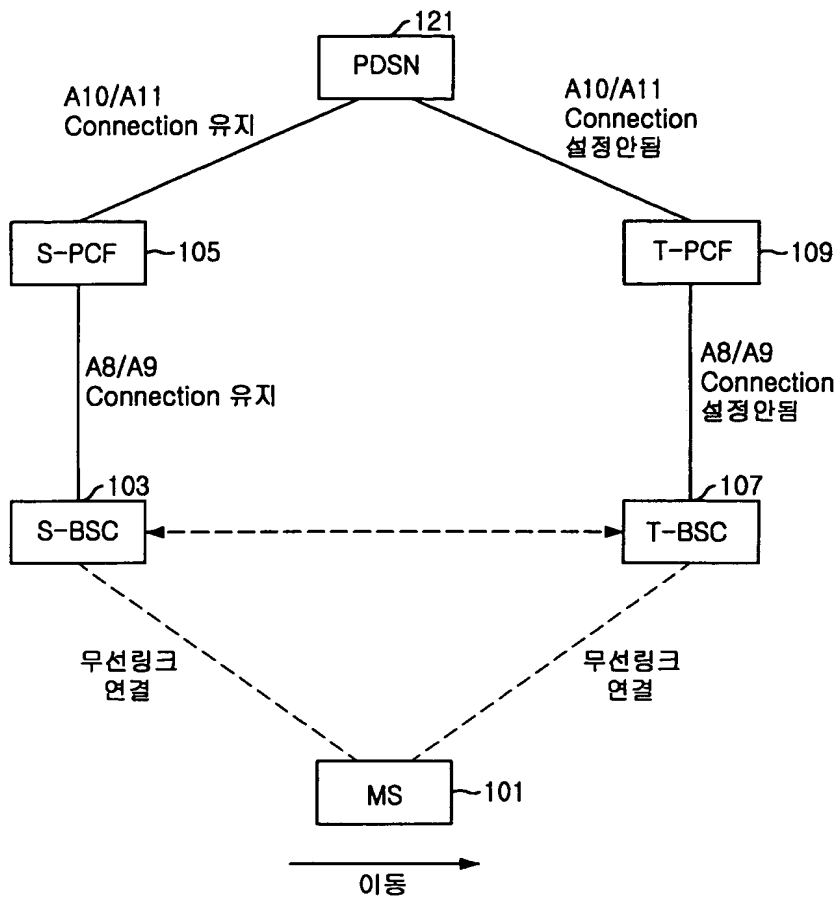 121
PDSN
A10/A11
Connection 유지
A10/A11
Connection
설정안됨
S-PCF
105
T-PCF
109
A8/A9
Connection 유지
A8/A9
Connection
설정안됨
103
S-BSC
107
T-BSC
무선링크
연결
무선링크
연결
MS
101
이동